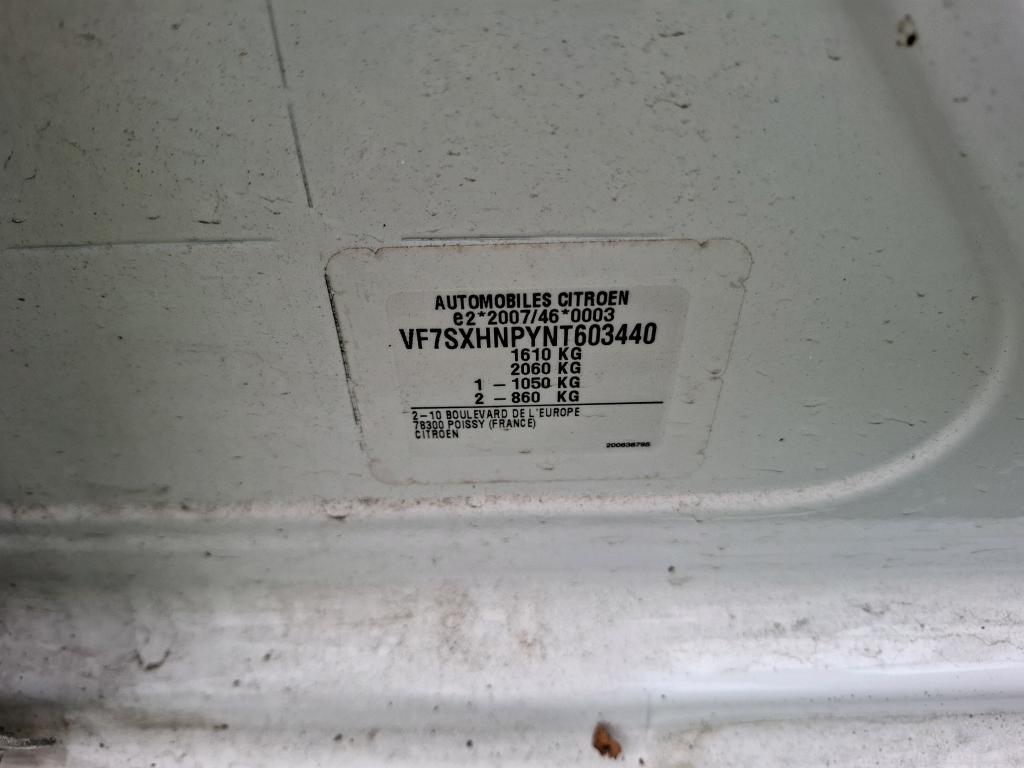 AUTOMOBILES CITROEN
e2*2007/46*0003
VF7SXHNPYNT603440
1610 KG
2060 KG
1 - 1050 KG
2 - 860 KG
2-10 BOULEVARD DE L'EUROPE
78300 POISSY (FRANCE)
CITROEN
200636795